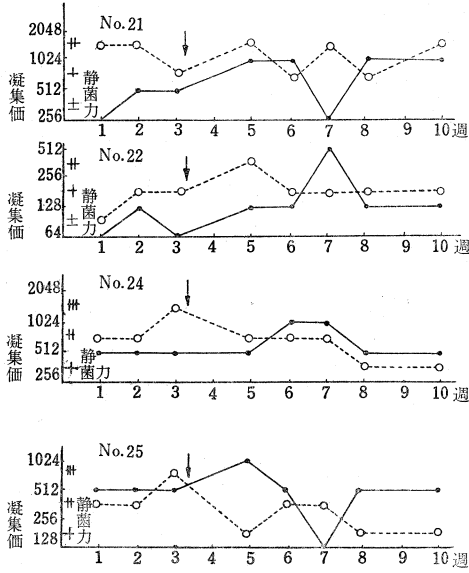 No.21
2048 ++
1024 +
512
256 ±
凝集価
静菌力
1 2 3 4 5 6 7 8 9 10 週
No.22
512 ++
256 +
128
64 ±
凝集価
静菌力
1 2 3 4 5 6 7 8 9 10 週
No.24
2048 +++
1024 ++
512
256 +
凝集価
静菌力
1 2 3 4 5 6 7 8 9 10 週
No.25
1024 +++
512 ++
256
128 +
凝集価
静菌力
1 2 3 4 5 6 7 8 9 10 週